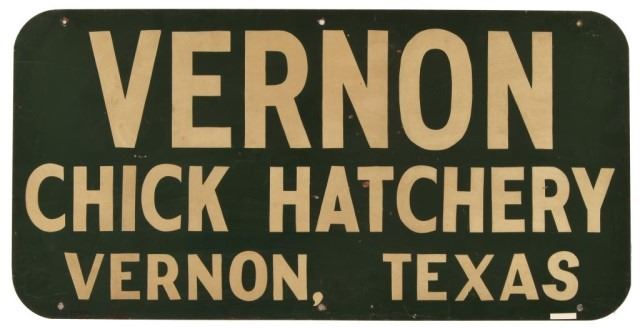 VERNON
CHICK HATCHERY
VERNON, TEXAS